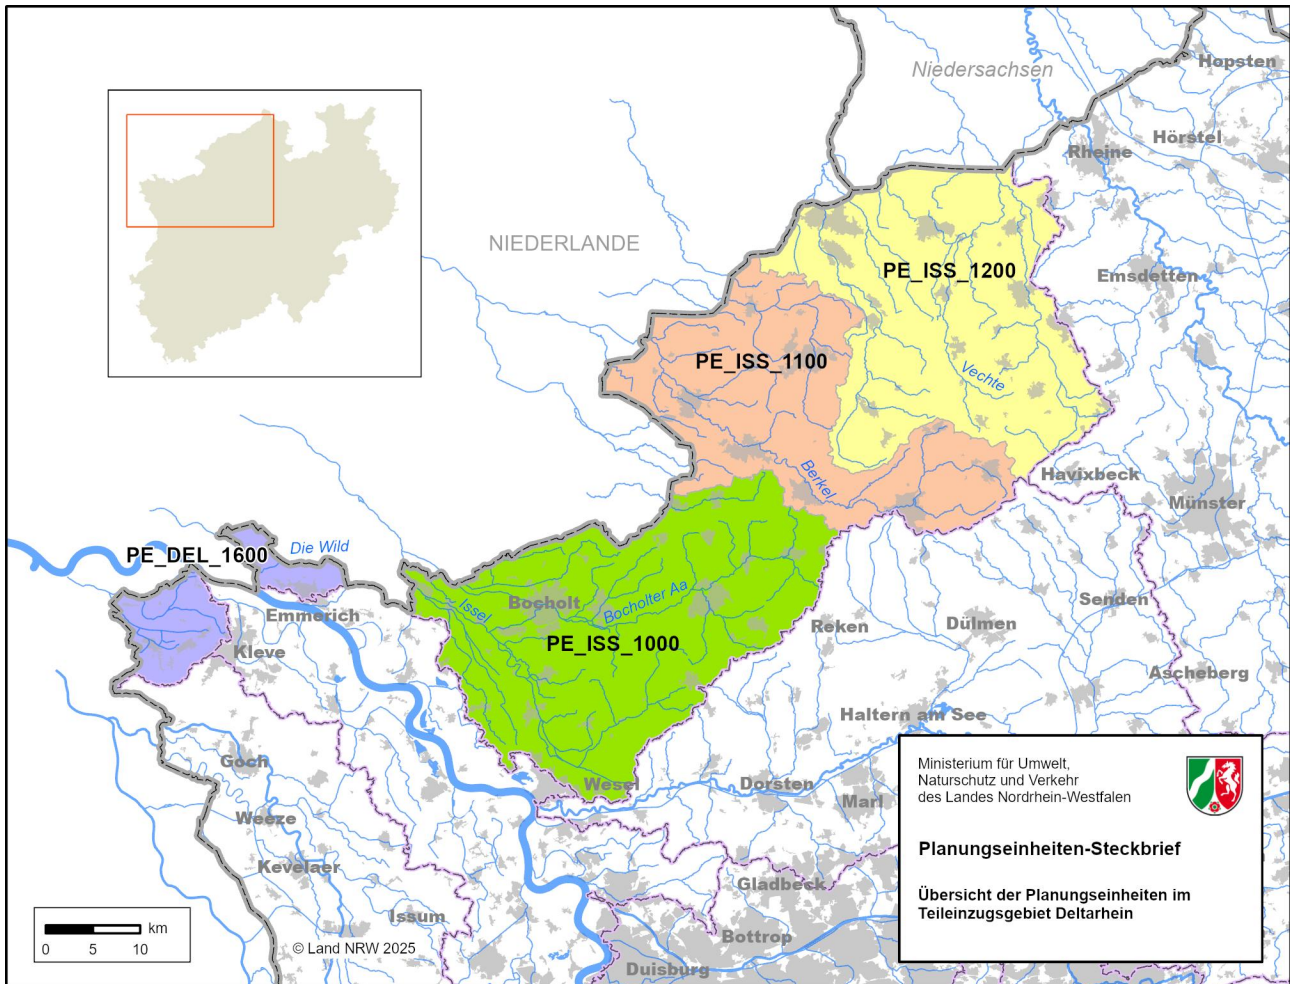 Niedersachsen
Hopsten
Hörstel
Rheine
NIEDERLANDE
PE_ISS_1200
Emsdetten
PE_ISS_1100
Vechte
Berkel
Havixbeck
Münster
PE_DEL_1600
Die Wild
Issel
Bocholt
Bocholter Aa
Emmerich
Kleve
PE_ISS_1000
Reken
Dülmen
Senden
Ascheberg
Haltern am See
Goch
Wesel
Dorsten
Marl
Weeze
Kevelaer
Gladbeck
Issum
Bottrop
Duisburg
Ministerium für Umwelt,
Naturschutz und Verkehr
des Landes Nordrhein-Westfalen
Planungseinheiten-Steckbrief
Übersicht der Planungseinheiten im
Teileinzugsgebiet Deltarhein
km
0 5 10
© Land NRW 2025